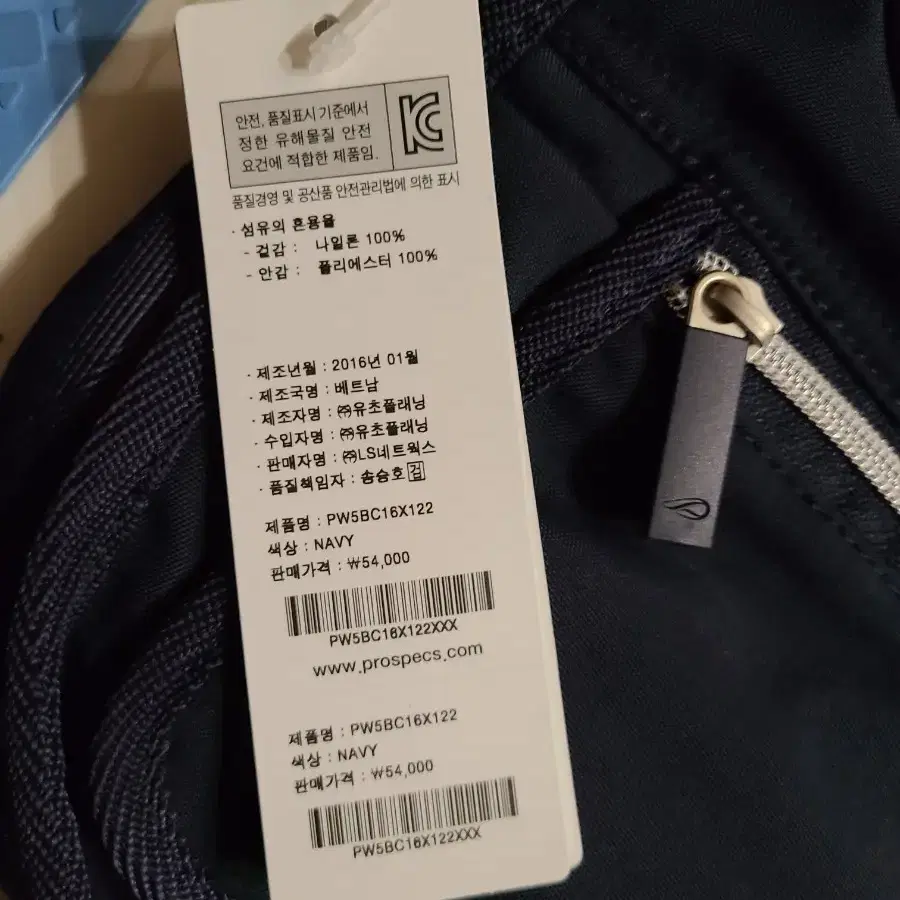 안전, 품질표시 기준에서
정한 유해물질 안전
요건에 적합한 제품임.
KC
품질경영 및 공산품 안전관리법에 의한 표시
· 섬유의 혼용율
- 겉감 : 나일론 100%
- 안감 : 폴리에스터 100%
· 제조년월 : 2016년 01월
· 제조국명 : 베트남
· 제조자명 : ㈜유초플래닝
· 수입자명 : ㈜유초플래닝
· 판매자명 : ㈜LS네트웍스
· 품질책임자 : 송승호 검
제품명 : PW5BC16X122
색상 : NAVY
판매가격 : ₩54,000
PW5BC16X122XXX
www.prospecs.com
제품명 : PW5BC16X122
색상 : NAVY
판매가격 : ₩54,000
PW5BC16X122XXX